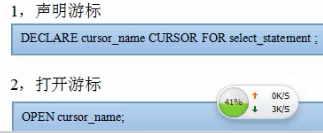 1，声明游标
DECLARE cursor_name CURSOR FOR select_statement ;
2，打开游标
OPEN cursor_name;
41%
0K/S
3K/S